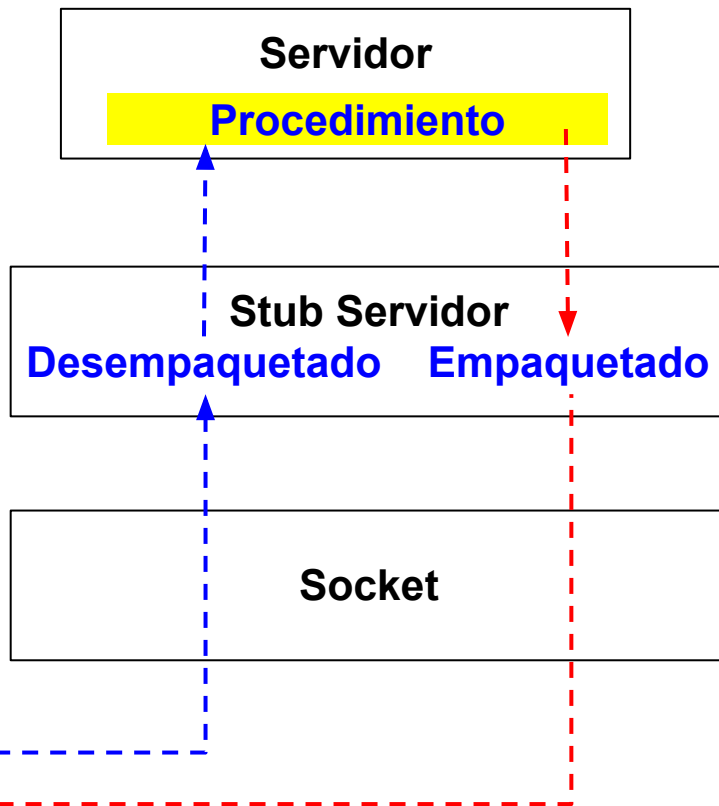 Servidor
Procedimiento
Stub Servidor
Desempaquetado Empaquetado
Socket